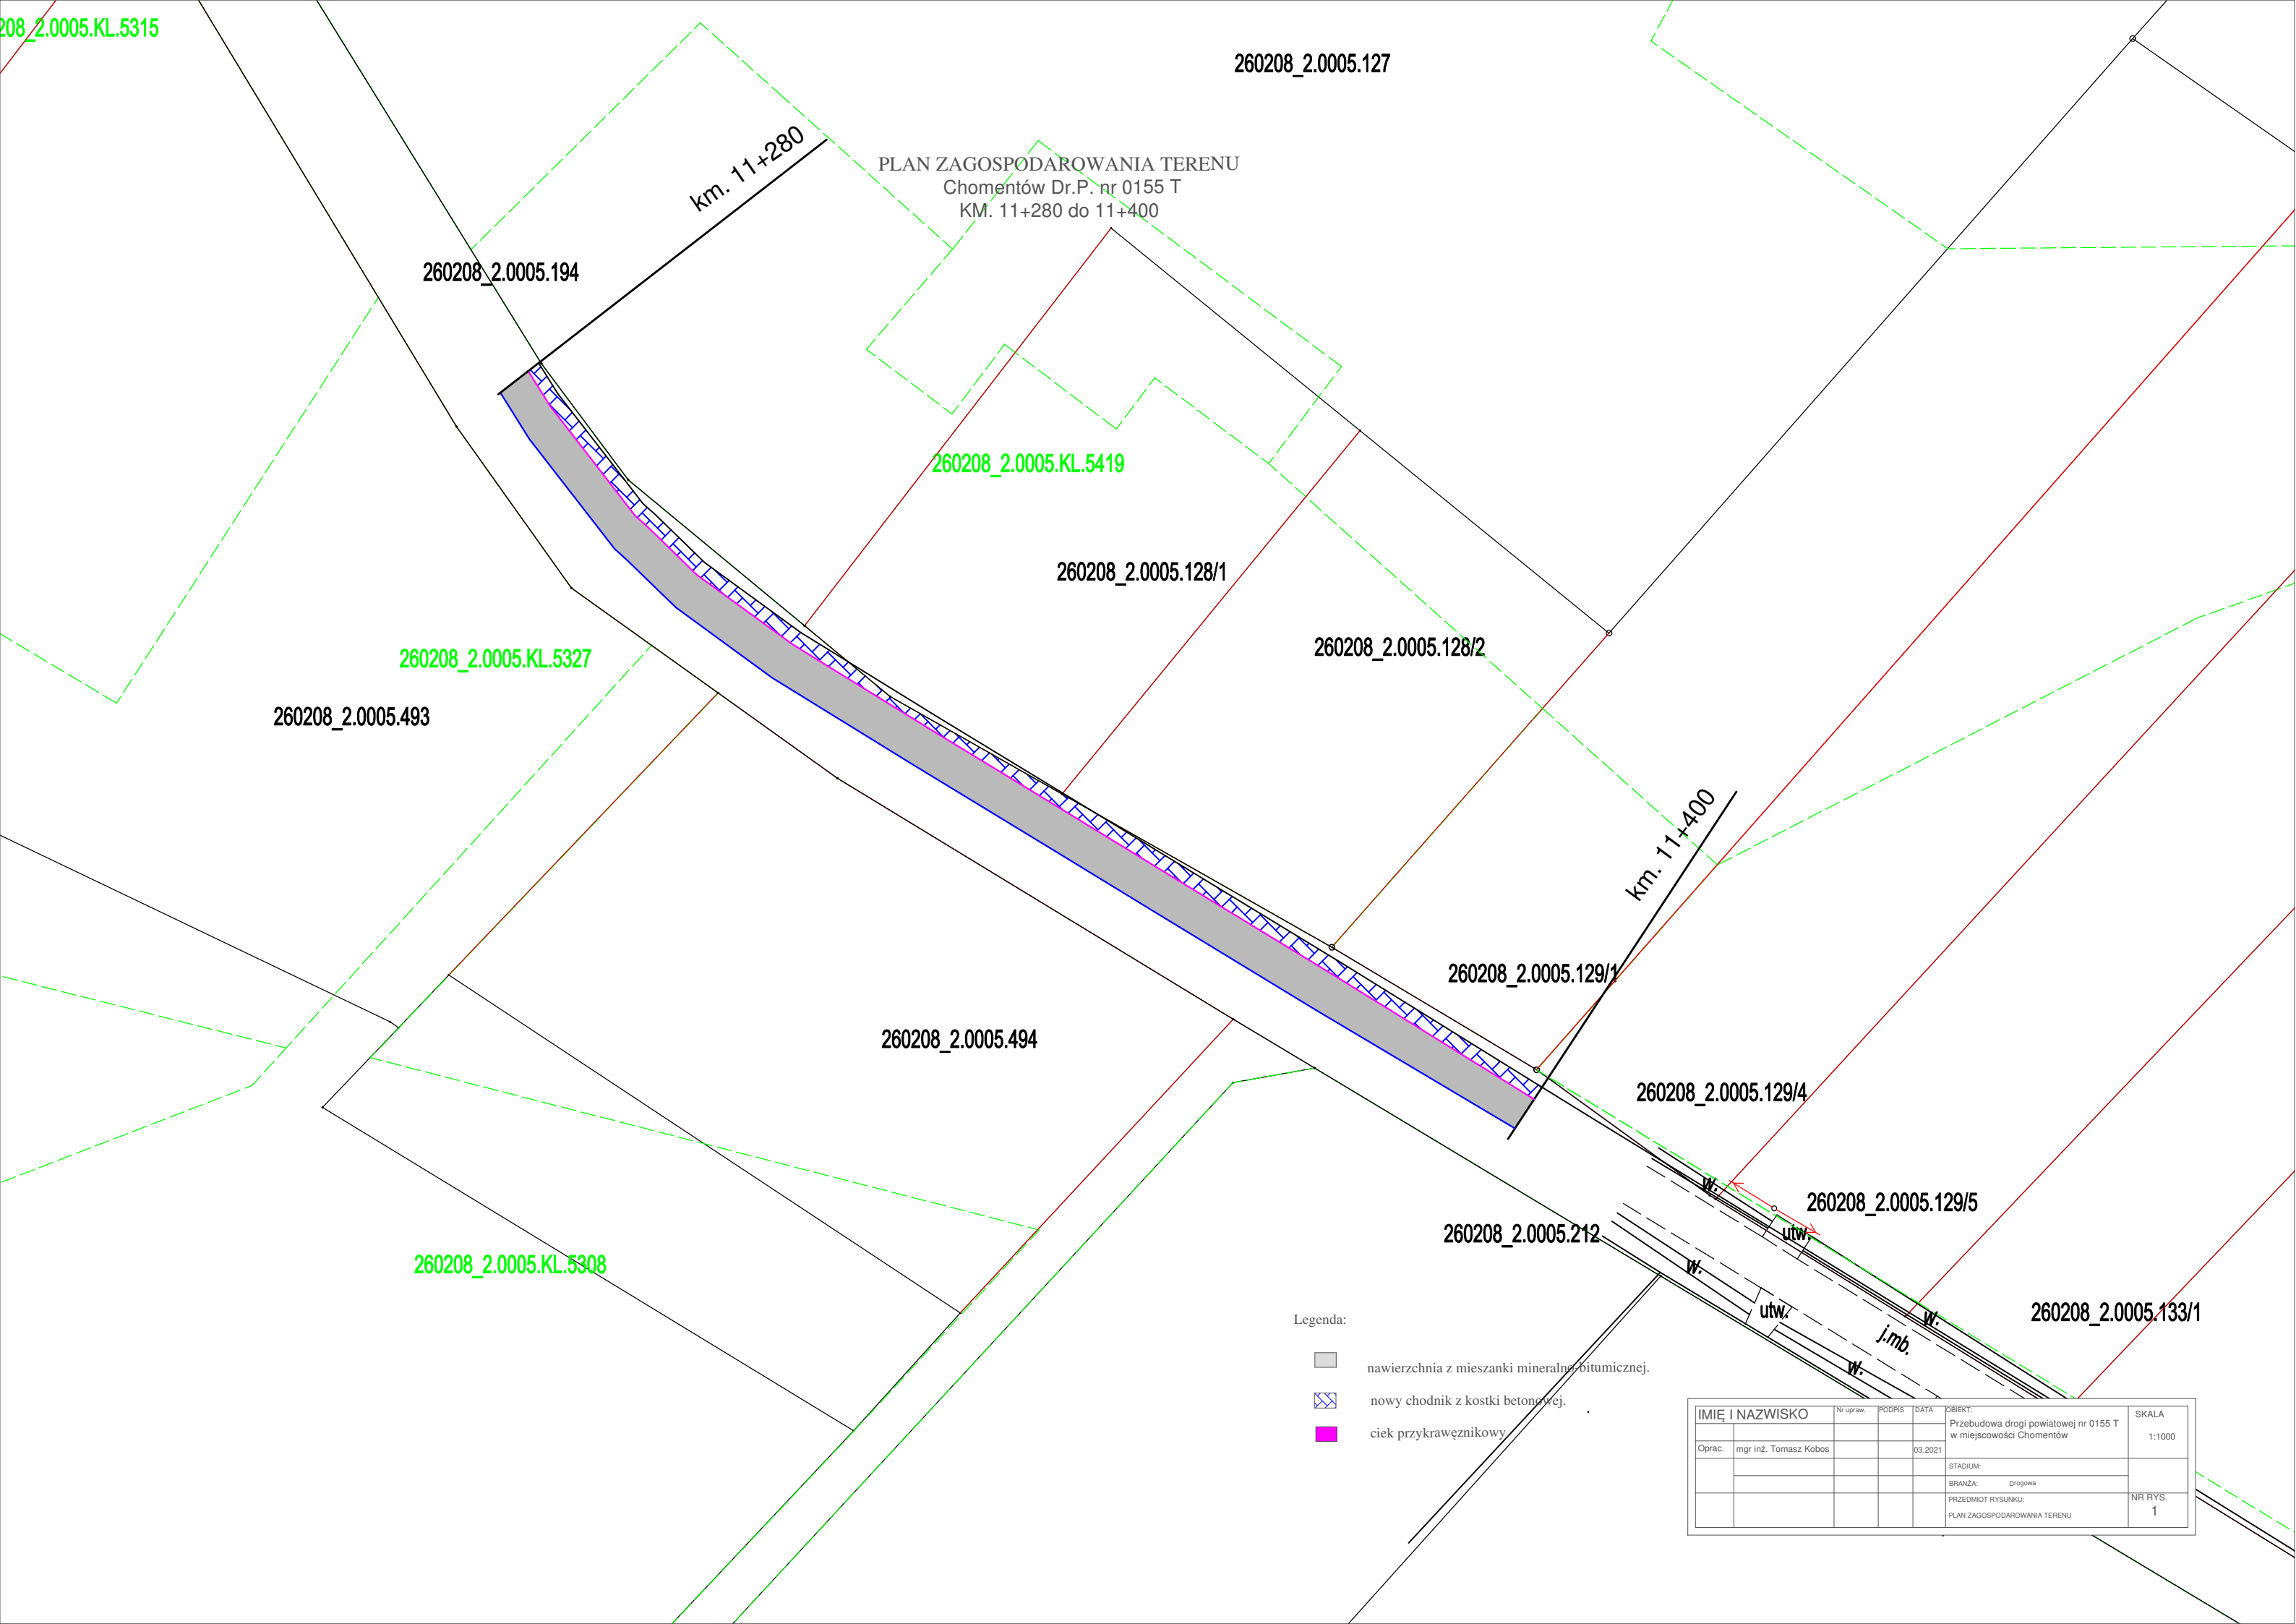 208_2.0005.KL.5315
260208_2.0005.127
km. 11+280
PLAN ZAGOSPODAROWANIA TERENU
Chomentów Dr.P. nr 0155 T
KM. 11+280 do 11+400
260208_2.0005.194
260208_2.0005.KL.5419
260208_2.0005.128/1
260208_2.0005.128/2
260208_2.0005.KL.5327
260208_2.0005.493
km. 11+400
260208_2.0005.129/1
260208_2.0005.494
260208_2.0005.129/4
w.
260208_2.0005.129/5
260208_2.0005.212
utw.
w.
260208_2.0005.KL.5308
utw.
w.
260208_2.0005.133/1
j.mb.
w.
Legenda:
nawierzchnia z mieszanki mineralno-bitumicznej.
nowy chodnik z kostki betonowej.
ciek przykrawężnikowy
IMIĘ I NAZWISKO
Nr upraw.
PODPIS
DATA
OBIEKT:
Przebudowa drogi powiatowej nr 0155 T
w miejscowości Chomentów
SKALA
1:1000
Oprac.
mgr inż. Tomasz Kobos
03.2021
STADIUM:
BRANŻA:
Drogowa
PRZEDMIOT RYSUNKU:
PLAN ZAGOSPODAROWANIA TERENU
NR RYS.
1